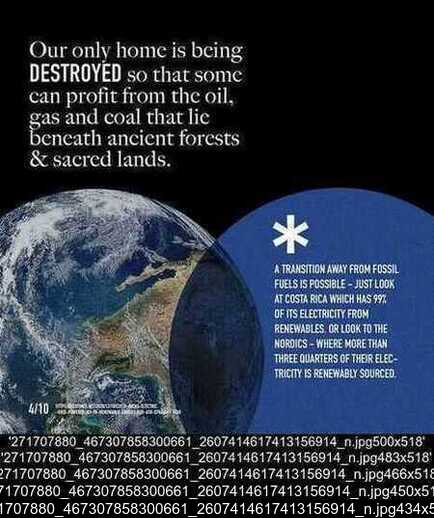 Our only home is being
DESTROYED so that some
can profit from the oil,
gas and coal that lie
beneath ancient forests
& sacred lands.
*
A TRANSITION AWAY FROM FOSSIL
FUELS IS POSSIBLE – JUST LOOK
AT COSTA RICA WHICH HAS 99%
OF ITS ELECTRICITY FROM
RENEWABLES. OR LOOK TO THE
NORDICS – WHERE MORE THAN
THREE QUARTERS OF THEIR ELEC-
TRICITY IS RENEWABLY SOURCED.
4/10
'271707880_467307858300661_2607414617413156914_n.jpg500x518'
'271707880_467307858300661_2607414617413156914_n.jpg483x518'
271707880_467307858300661_2607414617413156914_n.jpg466x518
71707880_467307858300661_2607414617413156914_n.jpg450x51
1707880_467307858300661_2607414617413156914_n.jpg434x5